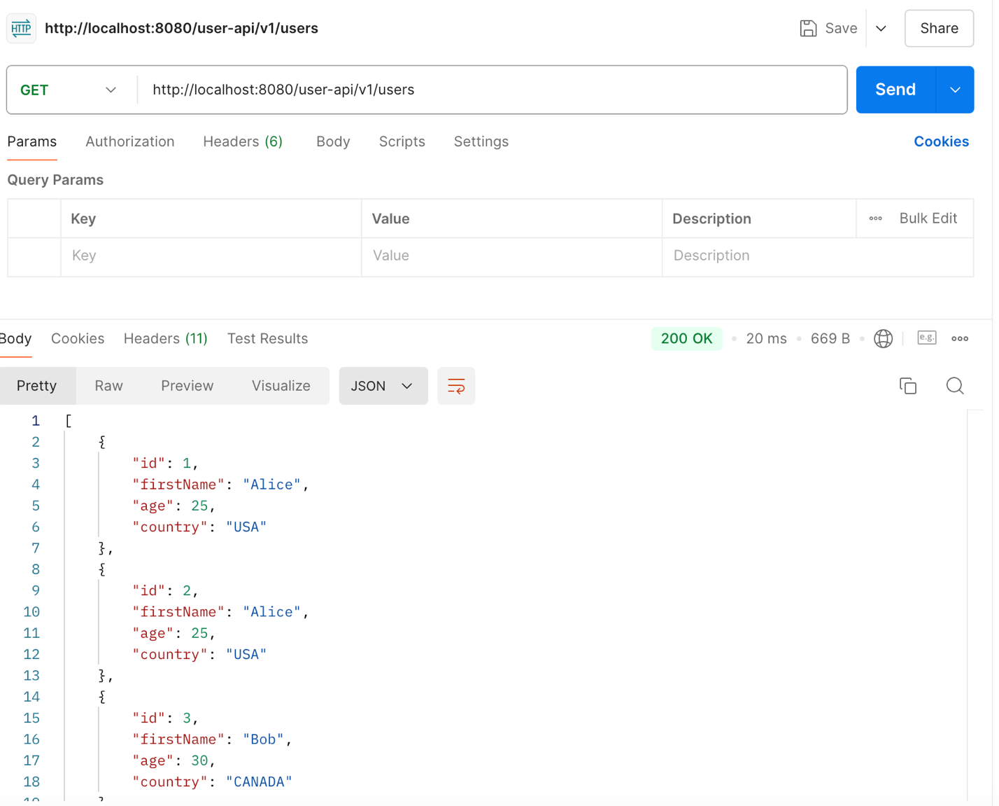 HTTP http://localhost:8080/user-api/v1/users Save Share
GET http://localhost:8080/user-api/v1/users Send
Params Authorization Headers (6) Body Scripts Settings Cookies
Query Params
Key Value Description Bulk Edit
Key Value Description
Body Cookies Headers (11) Test Results 200 OK 20 ms 669 B e.g.
Pretty Raw Preview Visualize JSON
1 [
2 {
3 "id": 1,
4 "firstName": "Alice",
5 "age": 25,
6 "country": "USA"
7 },
8 {
9 "id": 2,
10 "firstName": "Alice",
11 "age": 25,
12 "country": "USA"
13 },
14 {
15 "id": 3,
16 "firstName": "Bob",
17 "age": 30,
18 "country": "CANADA"